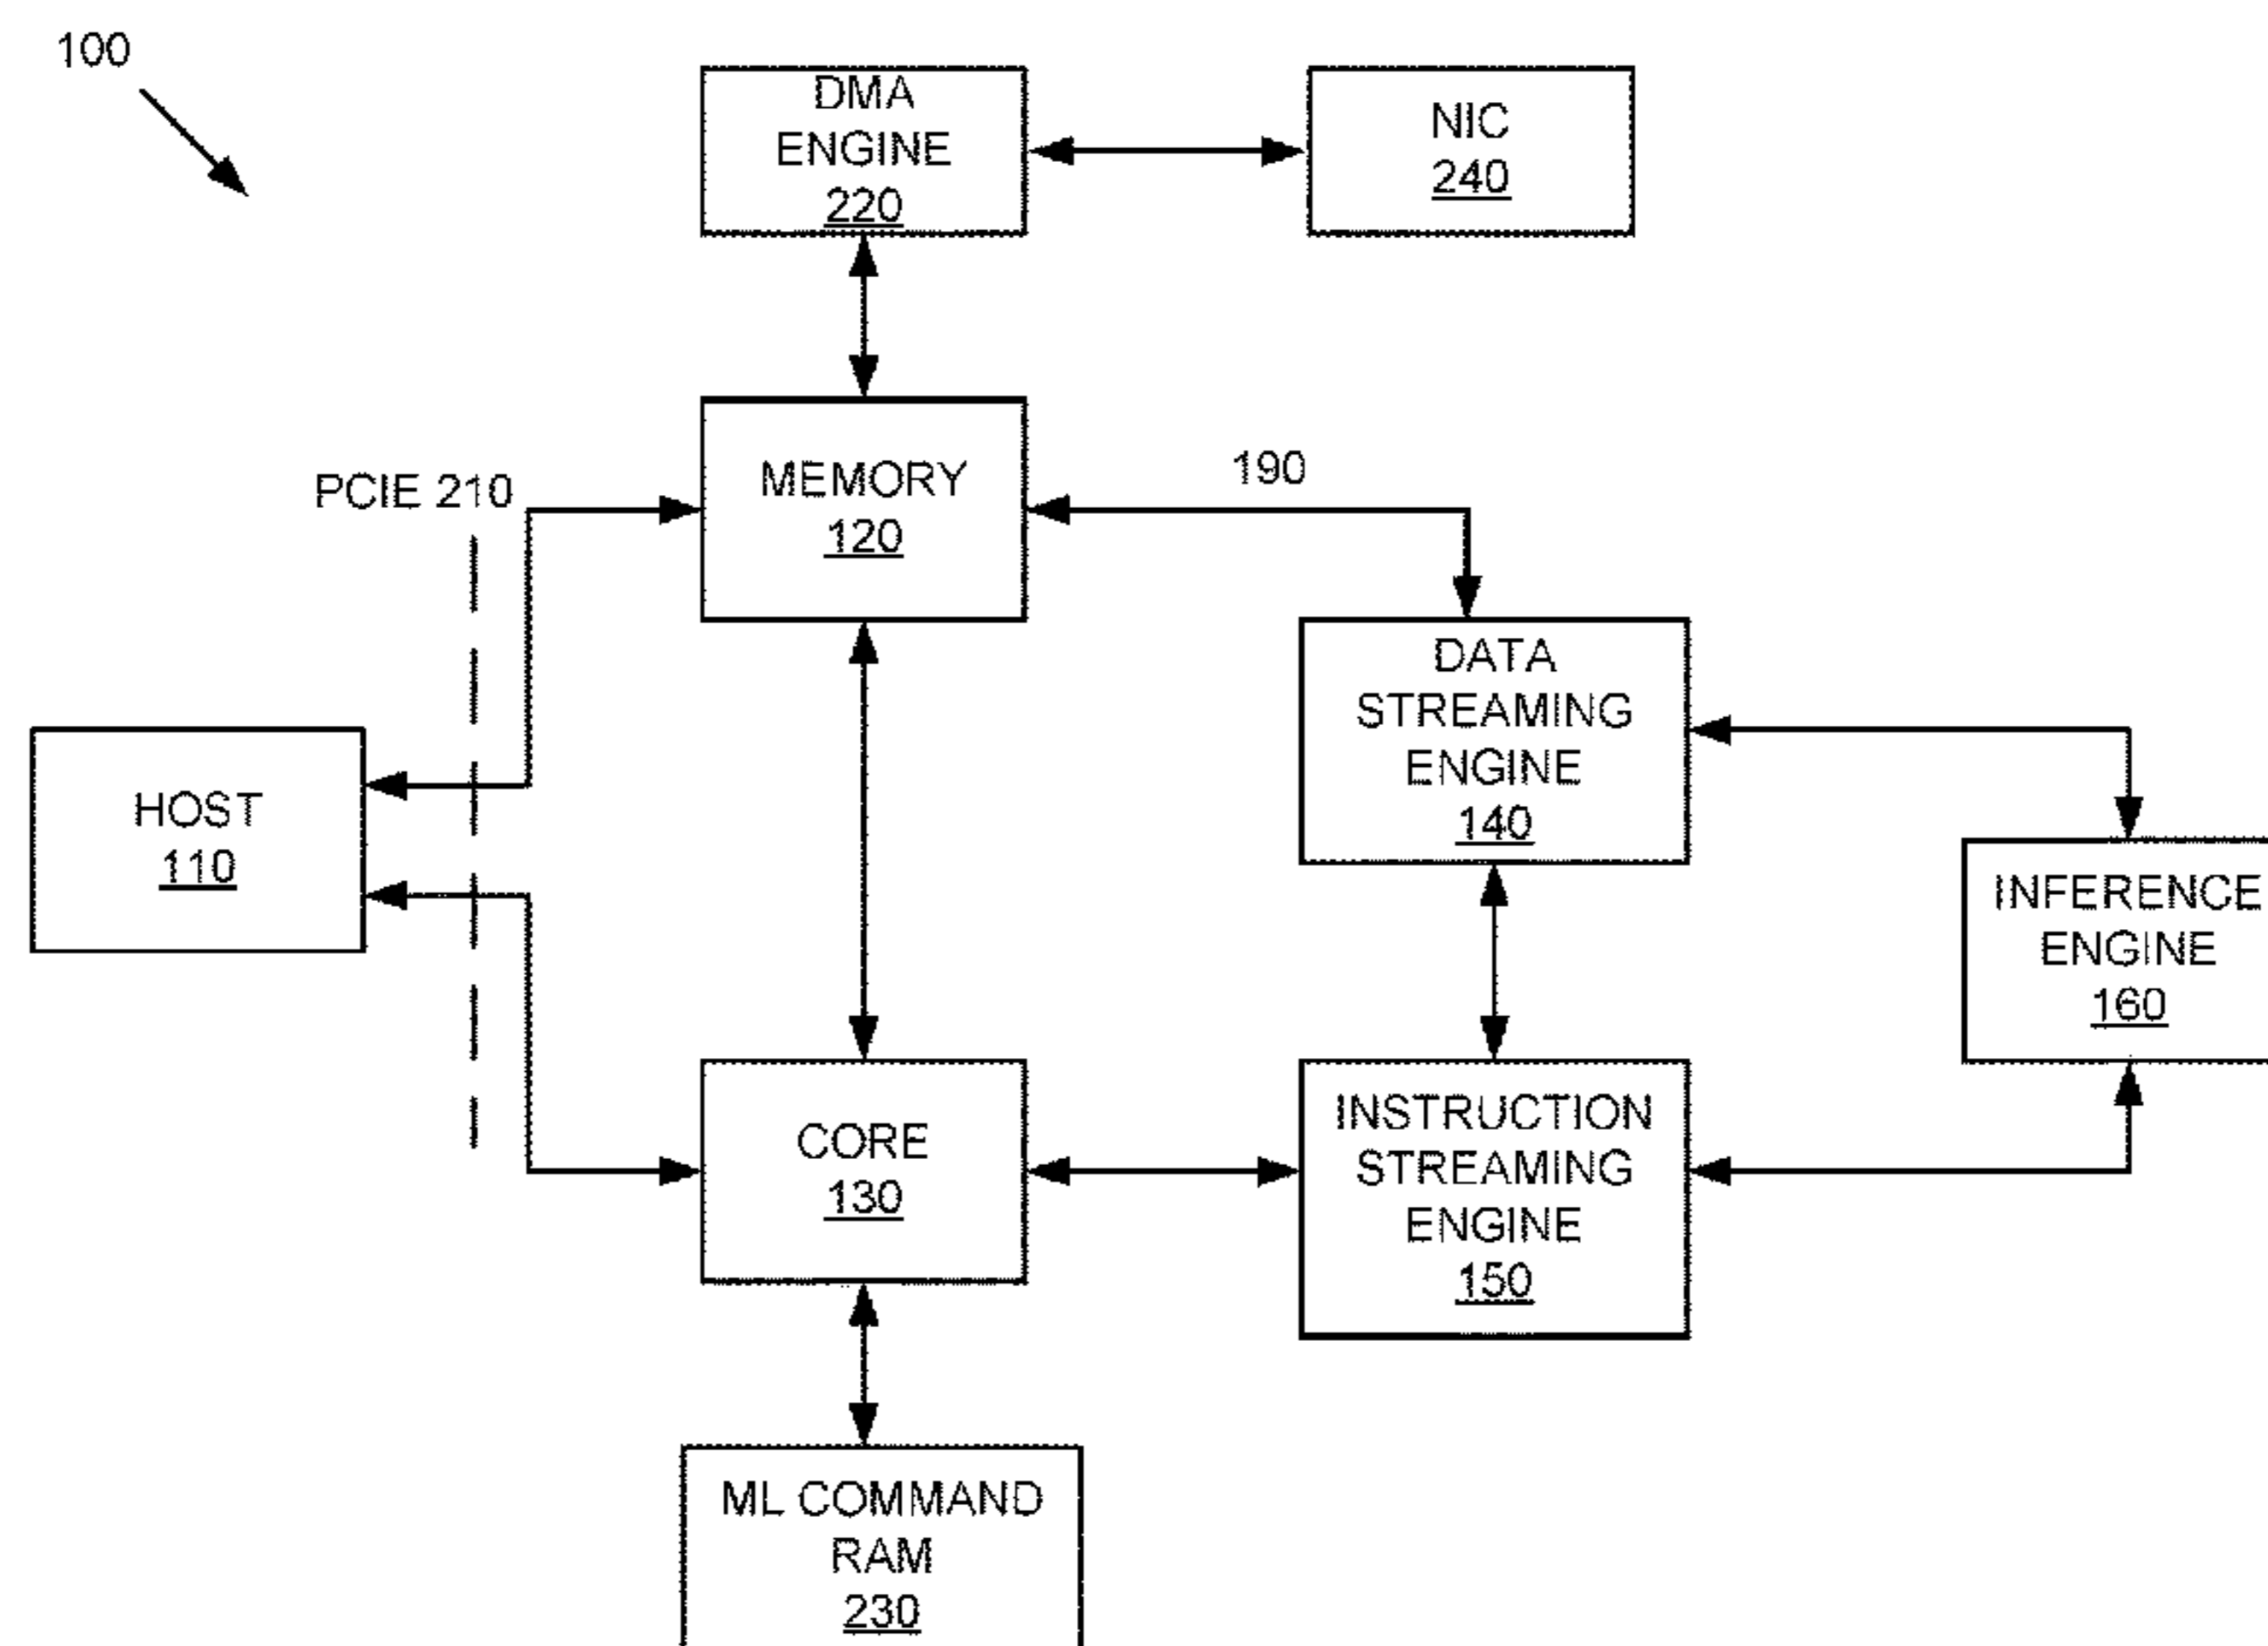 100
DMA
ENGINE
220
NIC
240
PCIE 210
MEMORY
120
190
DATA
STREAMING
ENGINE
140
HOST
110
INFERENCE
ENGINE
160
CORE
130
INSTRUCTION
STREAMING
ENGINE
150
ML COMMAND
RAM
230